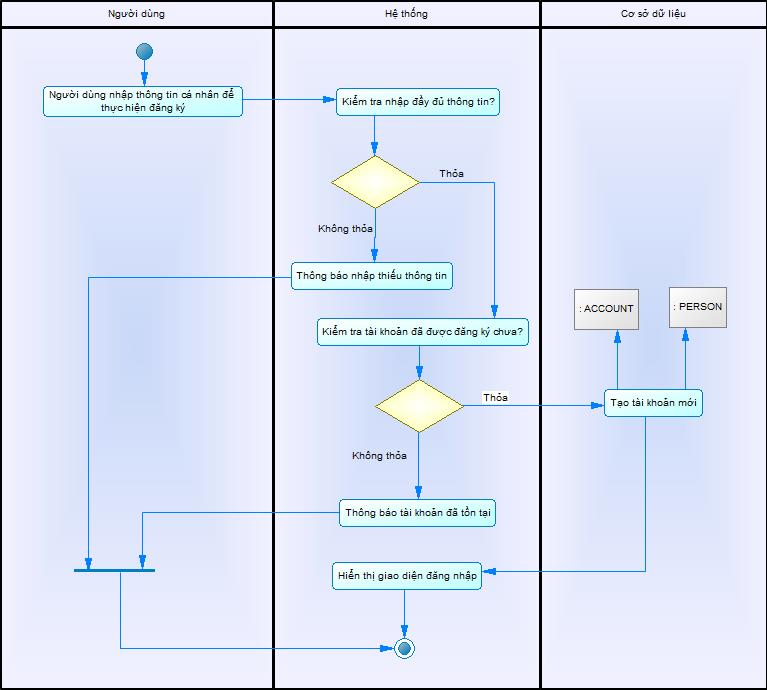 Người dùng
Hệ thống
Cơ sở dữ liệu
Người dùng nhập thông tin cá nhân để
thực hiện đăng ký
Kiểm tra nhập đầy đủ thông tin?
Thỏa
Không thỏa
Thông báo nhập thiếu thông tin
: ACCOUNT
: PERSON
Kiểm tra tài khoản đã được đăng ký chưa?
Thỏa
Tạo tài khoản mới
Không thỏa
Thông báo tài khoản đã tồn tại
Hiển thị giao diện đăng nhập